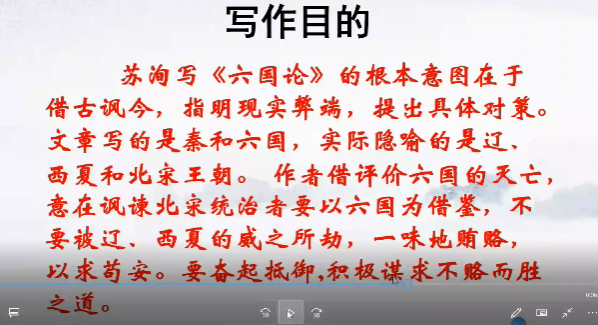 写作目的
苏洵写《六国论》的根本意图在于
借古讽今，指明现实弊端，提出具体对策。
文章写的是秦和六国，实际隐喻的是辽、
西夏和北宋王朝。 作者借评价六国的灭亡，
意在讽谏北宋统治者要以六国为借鉴，不
要被辽、西夏的威之所劫，一味地贿赂，
以求苟安。要奋起抵御,积极谋求不赂而胜
之道。